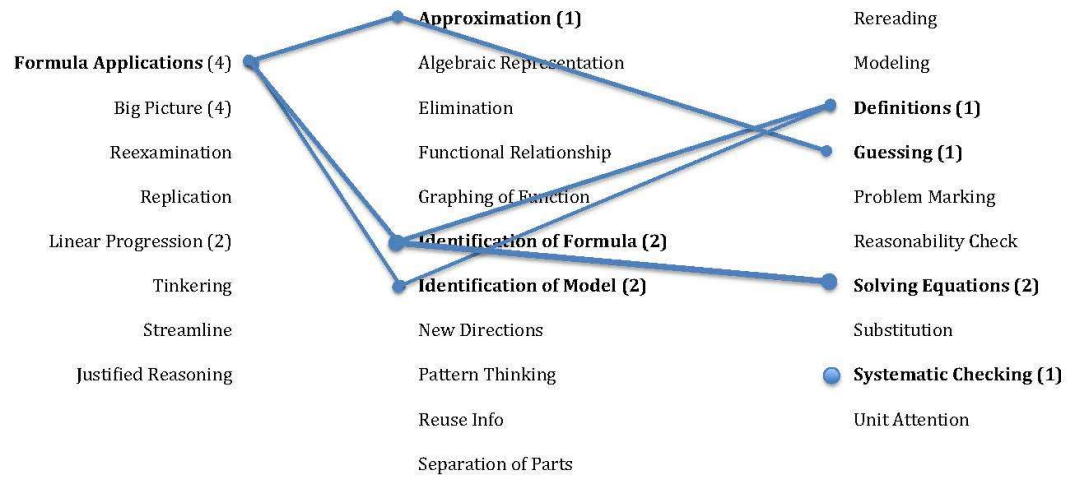 Formula Applications (4)
Big Picture (4)
Reexamination
Replication
Linear Progression (2)
Tinkering
Streamline
Justified Reasoning
Approximation (1)
Algebraic Representation
Elimination
Functional Relationship
Graphing of Function
Identification of Formula (2)
Identification of Model (2)
New Directions
Pattern Thinking
Reuse Info
Separation of Parts
Rereading
Modeling
Definitions (1)
Guessing (1)
Problem Marking
Reasonability Check
Solving Equations (2)
Substitution
Systematic Checking (1)
Unit Attention